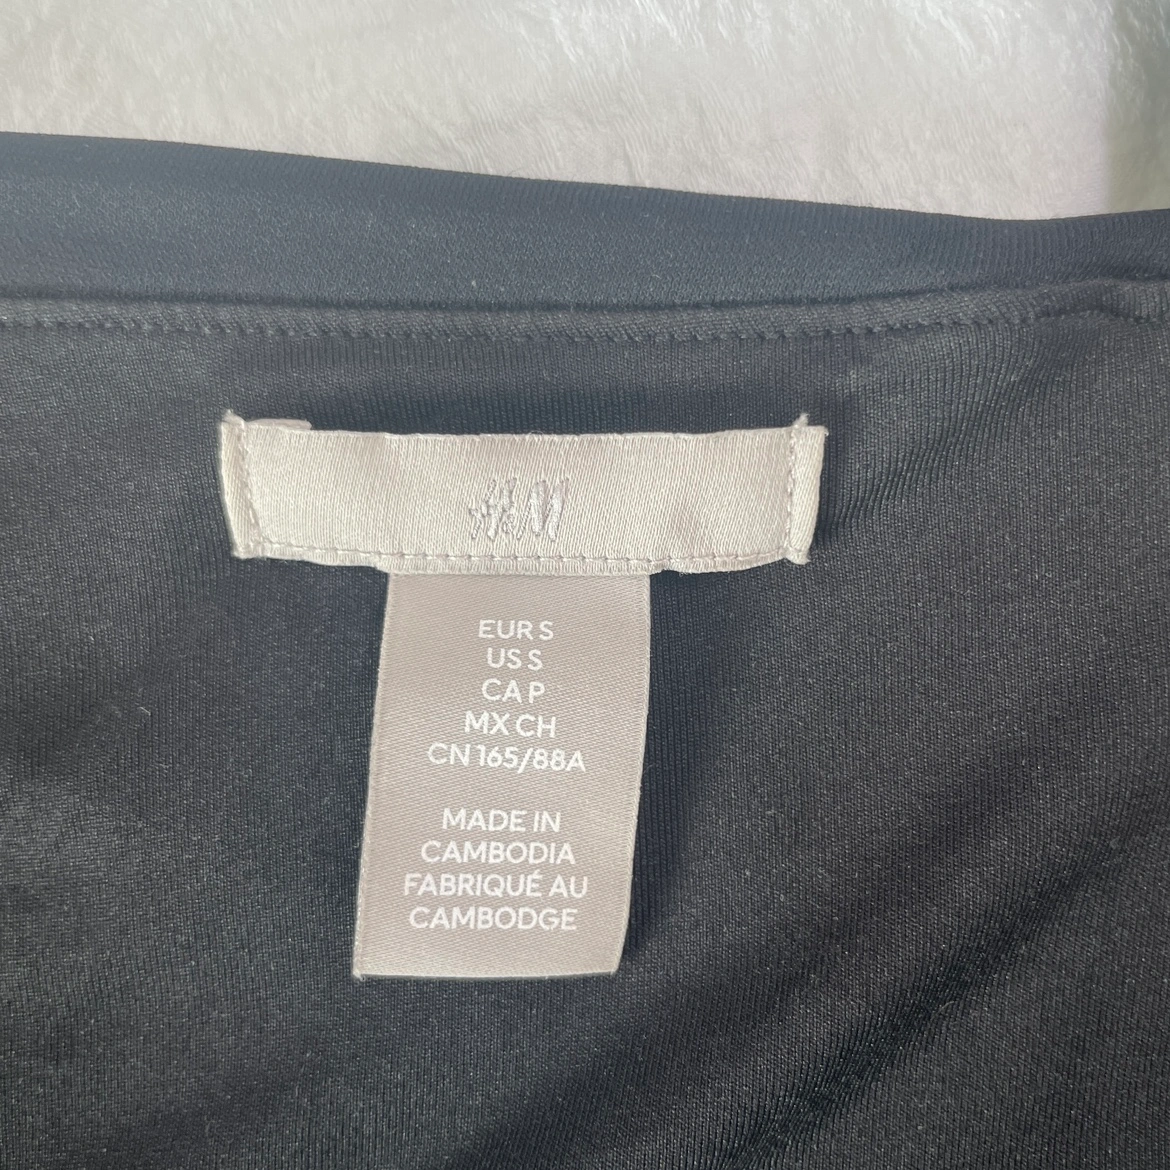 H&M
EUR S
US S
CA P
MX CH
CN 165/88A
MADE IN
CAMBODIA
FABRIQUÉ AU
CAMBODGE